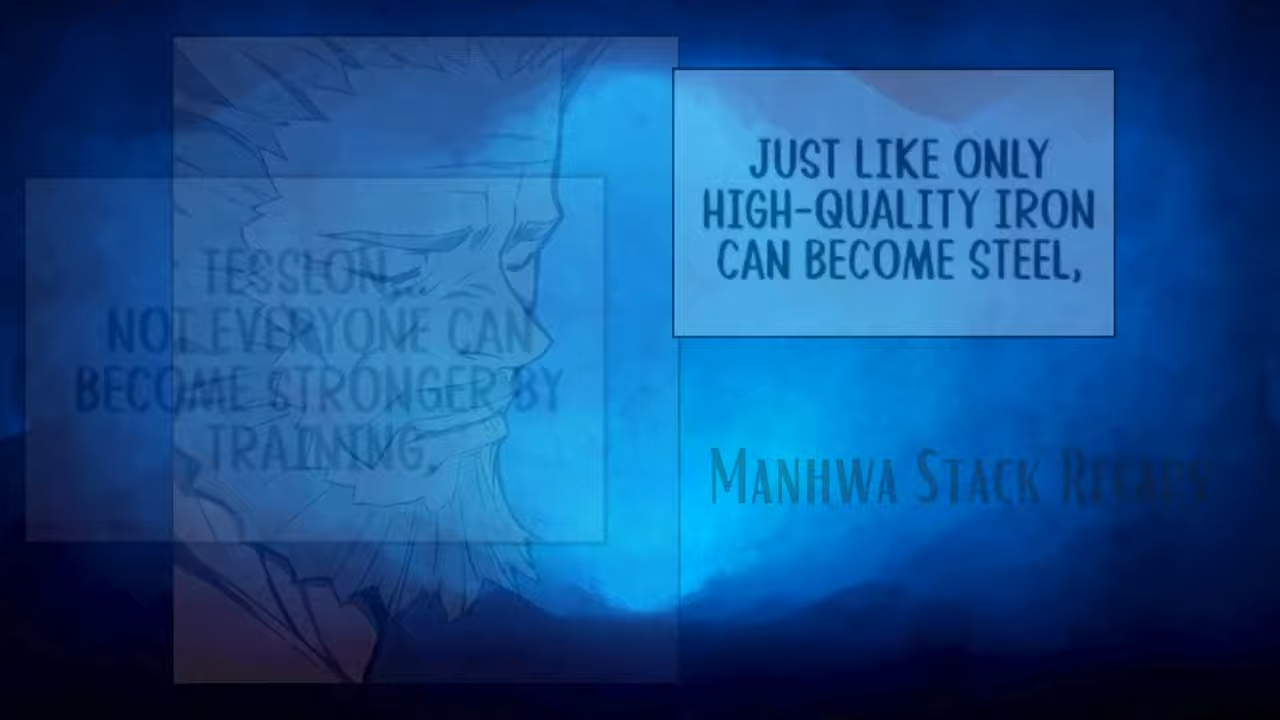 TESSLON...
NOT EVERYONE CAN
BECOME STRONGER BY
TRAINING,
JUST LIKE ONLY
HIGH-QUALITY IRON
CAN BECOME STEEL,
MANHWA STACK RECAPS